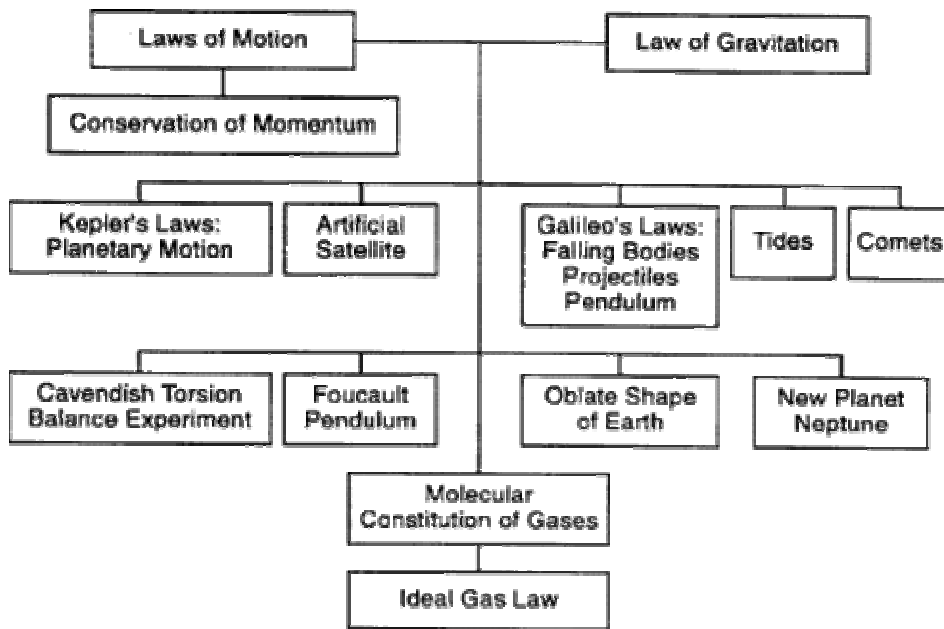 Laws of Motion
Law of Gravitation
Conservation of Momentum
Kepler's Laws:
Planetary Motion
Artificial
Satellite
Galileo's Laws:
Falling Bodies
Projectiles
Pendulum
Tides
Comets
Cavendish Torsion
Balance Experiment
Foucault
Pendulum
Oblate Shape
of Earth
New Planet
Neptune
Molecular
Constitution of Gases
Ideal Gas Law